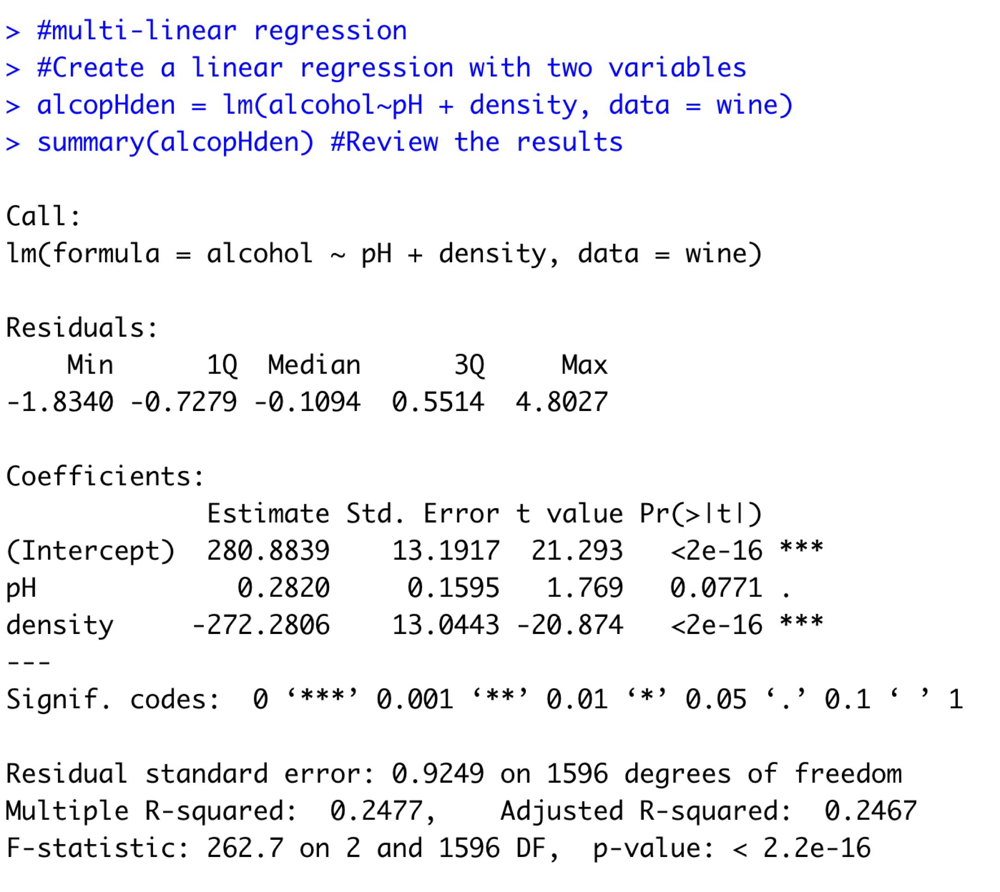 > #multi-linear regression
> #Create a linear regression with two variables
> alcopHden = lm(alcohol~pH + density, data = wine)
> summary(alcopHden) #Review the results

Call:
lm(formula = alcohol ~ pH + density, data = wine)

Residuals:
    Min      1Q  Median      3Q     Max
-1.8340 -0.7279 -0.1094  0.5514  4.8027

Coefficients:
             Estimate Std. Error t value Pr(>|t|)
(Intercept)  280.8839    13.1917  21.293   <2e-16 ***
pH             0.2820     0.1595   1.769   0.0771 .
density     -272.2806    13.0443 -20.874   <2e-16 ***
---
Signif. codes:  0 ‘***’ 0.001 ‘**’ 0.01 ‘*’ 0.05 ‘.’ 0.1 ‘ ’ 1

Residual standard error: 0.9249 on 1596 degrees of freedom
Multiple R-squared:  0.2477,    Adjusted R-squared:  0.2467
F-statistic: 262.7 on 2 and 1596 DF,  p-value: < 2.2e-16